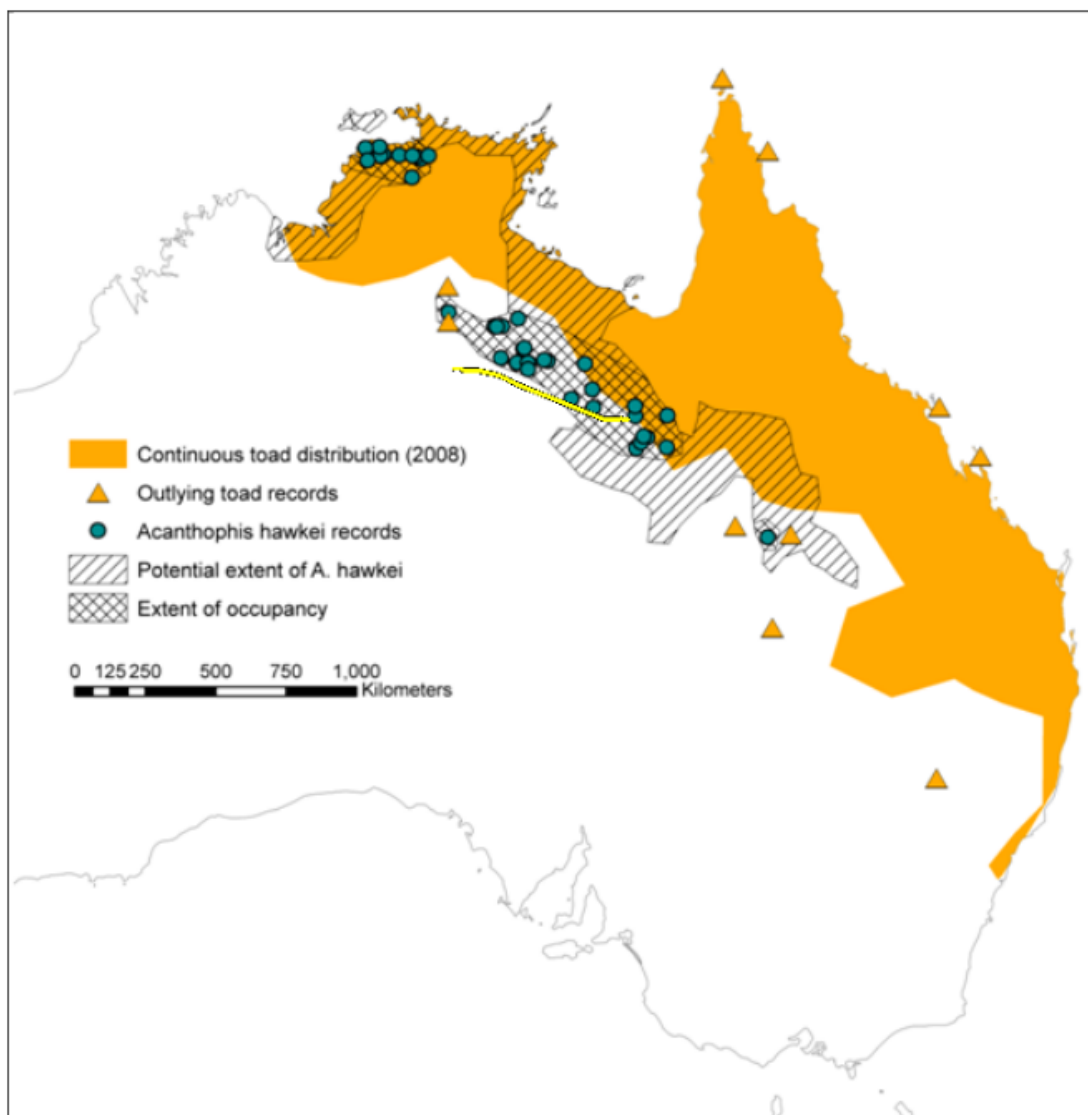 Continuous toad distribution (2008)
Outlying toad records
Acanthophis hawkei records
Potential extent of A. hawkei
Extent of occupancy
0 125 250 500 750 1,000
Kilometers